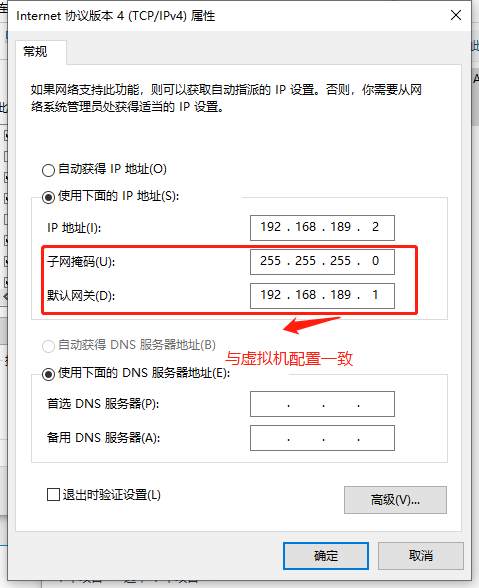 Internet 协议版本 4 (TCP/IPv4) 属性
常规
如果网络支持此功能，则可以获取自动指派的 IP 设置。否则，你需要从网
络系统管理员处获得适当的 IP 设置。
自动获得 IP 地址(O)
使用下面的 IP 地址(S):
IP 地址(I): 192 . 168 . 189 . 2
子网掩码(U): 255 . 255 . 255 . 0
默认网关(D): 192 . 168 . 189 . 1
自动获得 DNS 服务器地址(B)
与虚拟机配置一致
使用下面的 DNS 服务器地址(E):
首选 DNS 服务器(P): . . .
备用 DNS 服务器(A): . . .
退出时验证设置(L)
高级(V)...
确定 取消